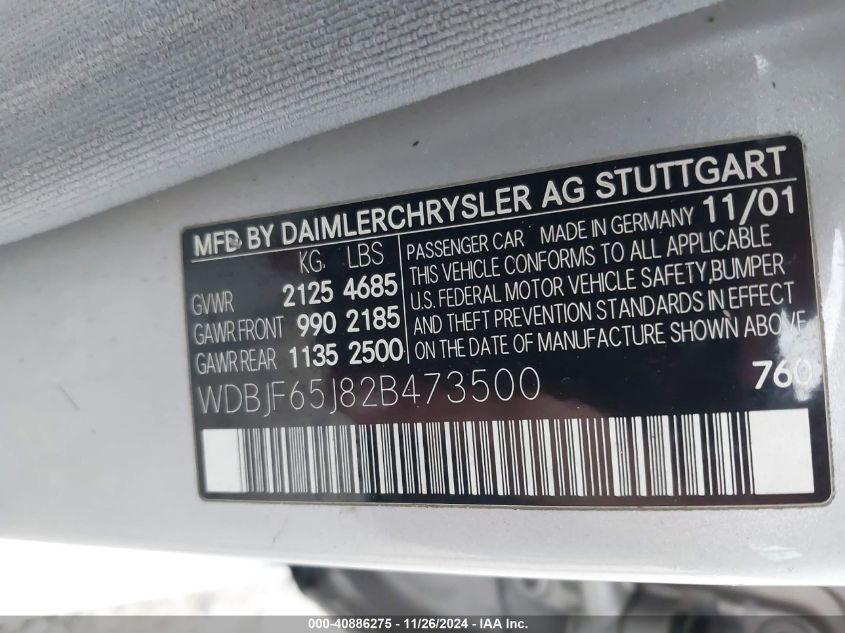 MFD BY DAIMLERCHRYSLER AG STUTTGART
KG LBS
GVWR 2125 4685
GAWR FRONT 990 2185
GAWR REAR 1135 2500
PASSENGER CAR MADE IN GERMANY 11/01
THIS VEHICLE CONFORMS TO ALL APPLICABLE
U.S. FEDERAL MOTOR VEHICLE SAFETY, BUMPER
AND THEFT PREVENTION STANDARDS IN EFFECT
ON THE DATE OF MANUFACTURE SHOWN ABOVE
WDBJF65J82B473500 760
000-40886275 - 11/26/2024 - IAA Inc.